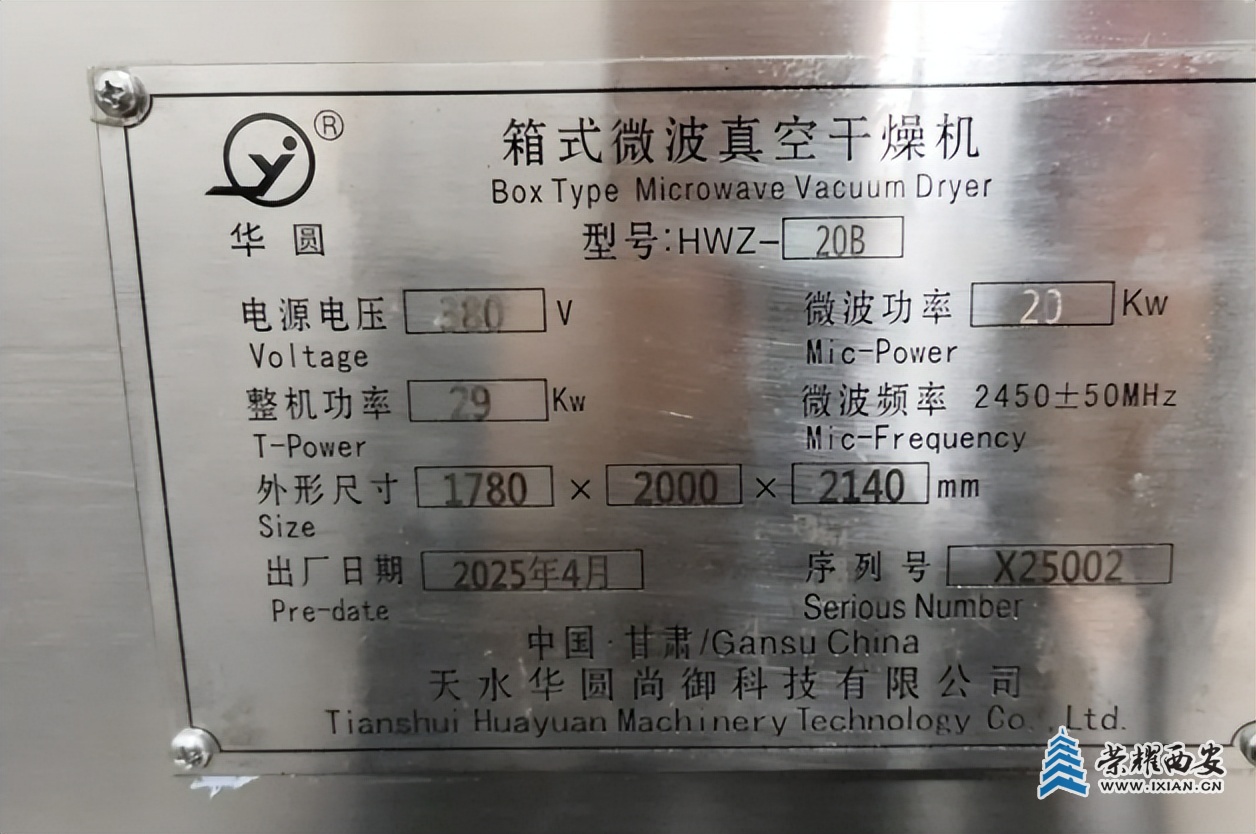 ®
华圆
箱式微波真空干燥机
Box Type Microwave Vacuum Dryer
型号:HWZ-20B
电源电压 380 V 微波功率 20 Kw
Voltage Mic-Power
整机功率 29 Kw 微波频率 2450±50MHz
T-Power Mic-Frequency
外形尺寸 1780 × 2000 × 2140 mm
Size
出厂日期 2025年4月 序列号 X25002
Pre-date Serious Number
中国·甘肃/Gansu China
天水华圆尚御科技有限公司
Tianshui Huayuan Machinery Technology Co.,Ltd.
荣耀西安
WWW.IXIAN.CN